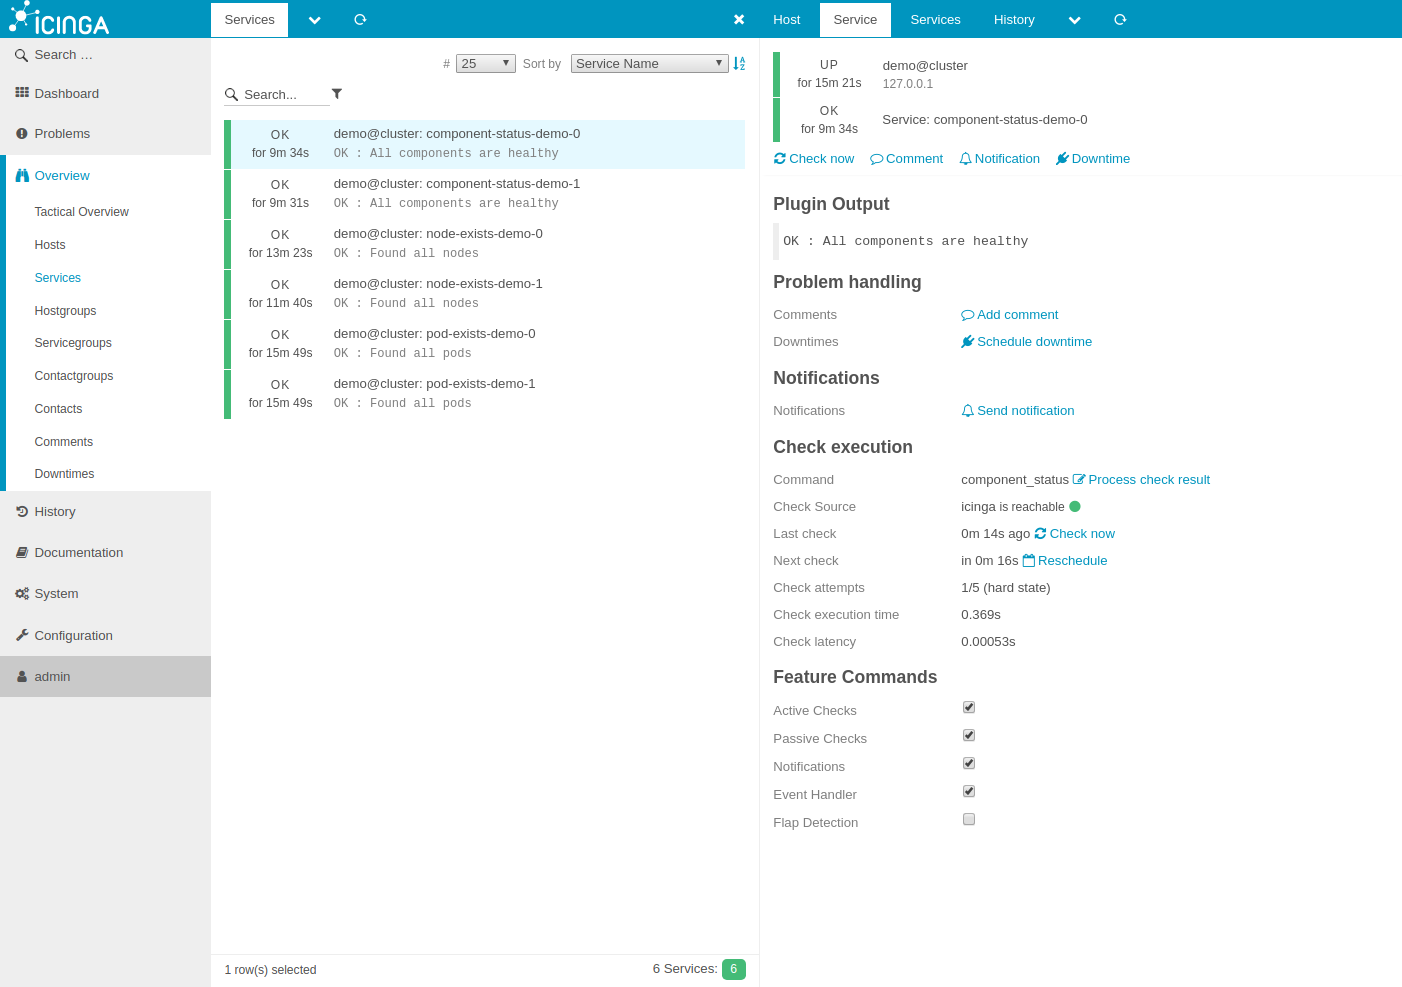 iCINGA
Services
Host
Service
Services
History
Search ...
Dashboard
Problems
Overview
Tactical Overview
Hosts
Services
Hostgroups
Servicegroups
Contactgroups
Contacts
Comments
Downtimes
History
Documentation
System
Configuration
admin
# 25 Sort by Service Name
Search...
OK demo@cluster: component-status-demo-0
for 9m 34s OK : All components are healthy
OK demo@cluster: component-status-demo-1
for 9m 31s OK : All components are healthy
OK demo@cluster: node-exists-demo-0
for 13m 23s OK : Found all nodes
OK demo@cluster: node-exists-demo-1
for 11m 40s OK : Found all nodes
OK demo@cluster: pod-exists-demo-0
for 15m 49s OK : Found all pods
OK demo@cluster: pod-exists-demo-1
for 15m 49s OK : Found all pods
1 row(s) selected
6 Services: 6
UP demo@cluster
for 15m 21s 127.0.0.1
OK
for 9m 34s
Service: component-status-demo-0
Check now Comment Notification Downtime
Plugin Output
OK : All components are healthy
Problem handling
Comments Add comment
Downtimes Schedule downtime
Notifications
Notifications Send notification
Check execution
Command component_status Process check result
Check Source icinga is reachable
Last check 0m 14s ago Check now
Next check in 0m 16s Reschedule
Check attempts 1/5 (hard state)
Check execution time 0.369s
Check latency 0.00053s
Feature Commands
Active Checks
Passive Checks
Notifications
Event Handler
Flap Detection